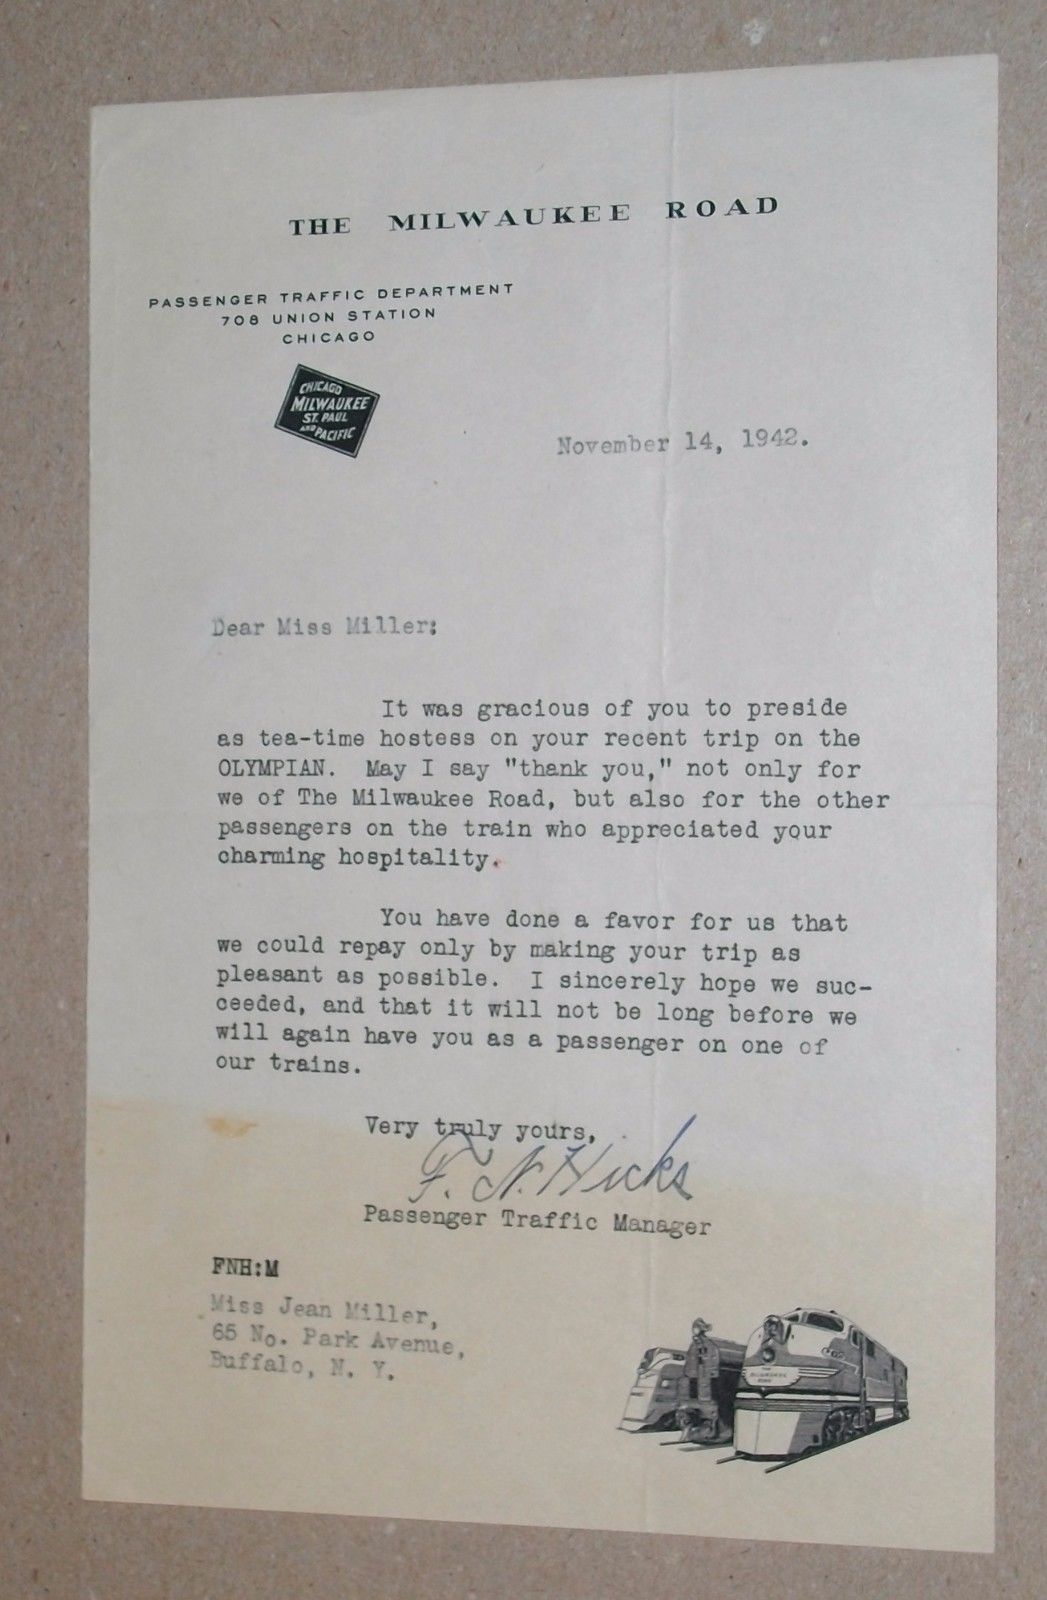 THE MILWAUKEE ROAD
PASSENGER TRAFFIC DEPARTMENT
708 UNION STATION
CHICAGO
CHICAGO
MILWAUKEE
ST. PAUL
AND PACIFIC
November 14, 1942.
Dear Miss Miller:
It was gracious of you to preside
as tea-time hostess on your recent trip on the
OLYMPIAN. May I say "thank you," not only for
we of The Milwaukee Road, but also for the other
passengers on the train who appreciated your
charming hospitality.
You have done a favor for us that
we could repay only by making your trip as
pleasant as possible. I sincerely hope we suc-
ceeded, and that it will not be long before we
will again have you as a passenger on one of
our trains.
Very truly yours,
F. N. Hicks
Passenger Traffic Manager
FNH:M
Miss Jean Miller,
65 No. Park Avenue,
Buffalo, N. Y.
THE
MILWAUKEE
ROAD